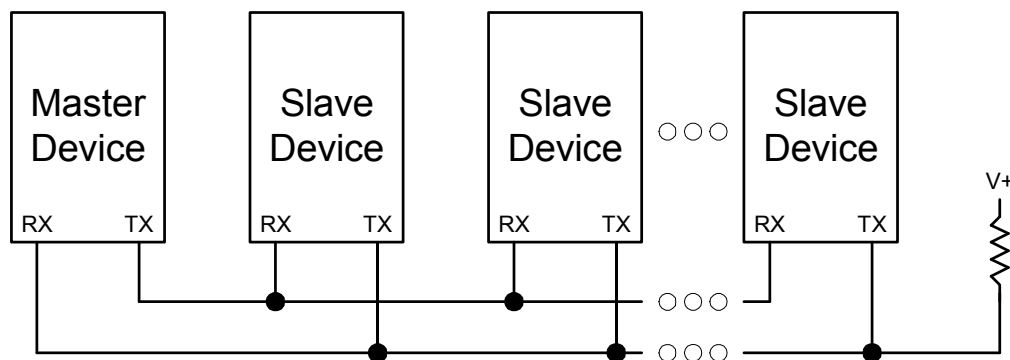 Master
Device
RX TX
Slave
Device
RX TX
Slave
Device
RX TX
Slave
Device
RX TX
V+